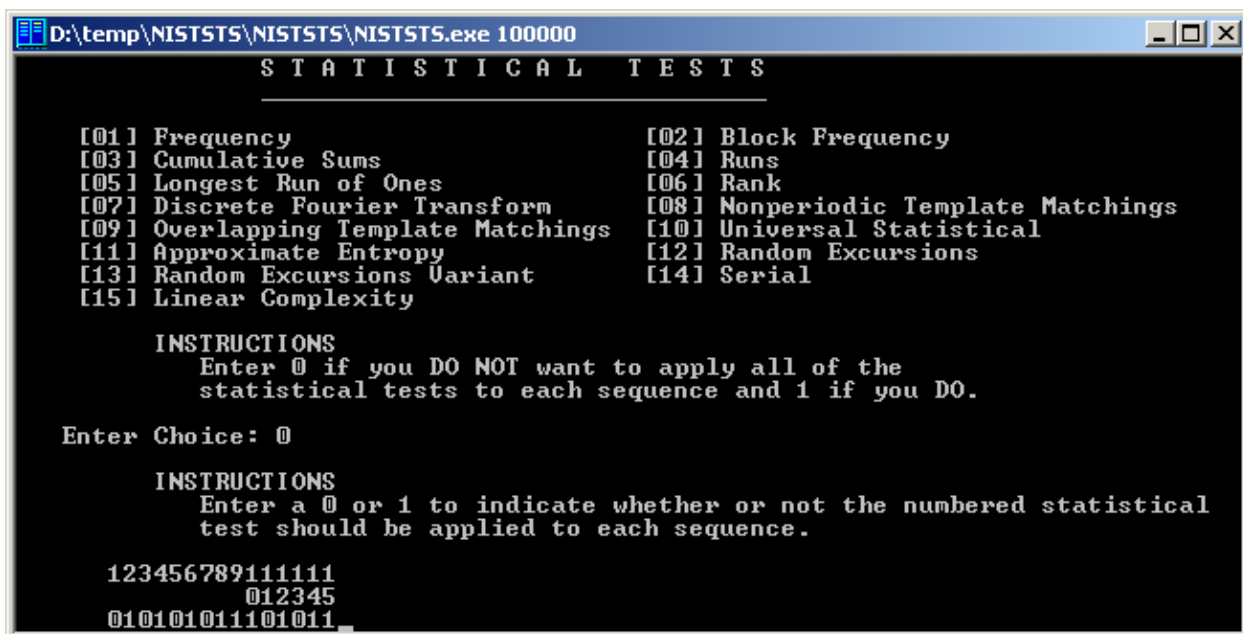 D:\temp\NISTSTS\NISTSTS\NISTSTS.exe 100000
S T A T I S T I C A L   T E S T S
[01] Frequency   [02] Block Frequency
[03] Cumulative Sums   [04] Runs
[05] Longest Run of Ones   [06] Rank
[07] Discrete Fourier Transform   [08] Nonperiodic Template Matchings
[09] Overlapping Template Matchings   [10] Universal Statistical
[11] Approximate Entropy   [12] Random Excursions
[13] Random Excursions Variant   [14] Serial
[15] Linear Complexity
INSTRUCTIONS
Enter 0 if you DO NOT want to apply all of the
statistical tests to each sequence and 1 if you DO.
Enter Choice: 0
INSTRUCTIONS
Enter a 0 or 1 to indicate whether or not the numbered statistical
test should be applied to each sequence.
123456789111111
012345
010101011101011_